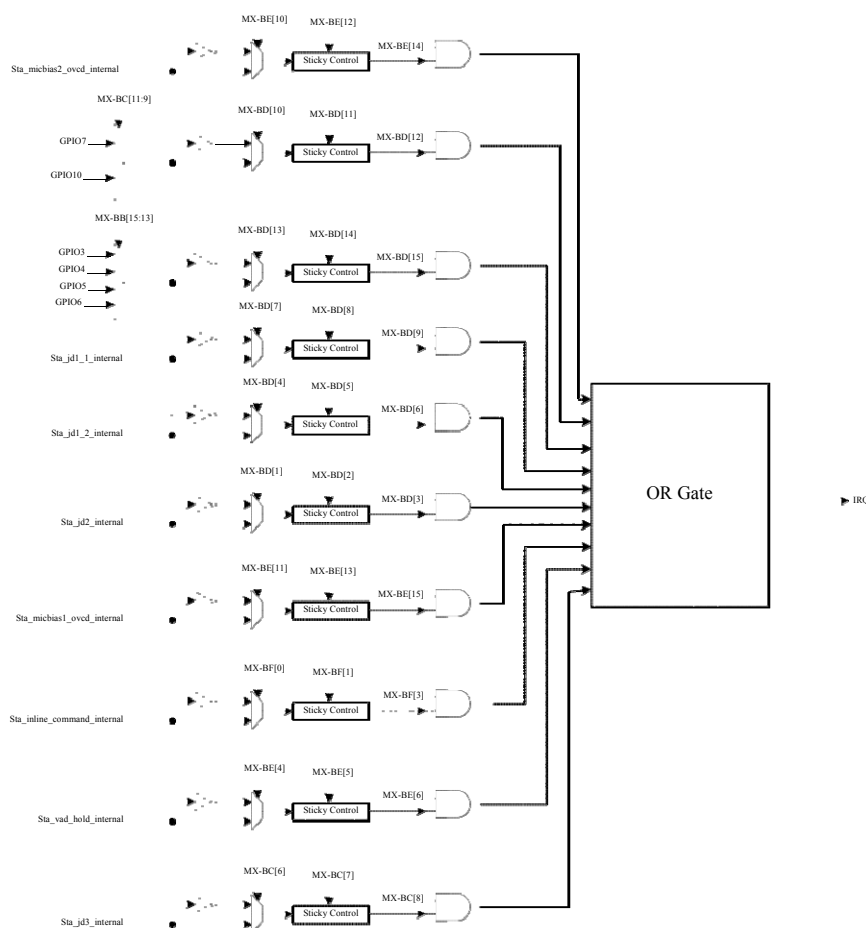 MX-BE[10]
MX-BE[12]
MX-BE[14]
Sticky Control
Sta_micbias2_ovcd_internal
MX-BC[11:9]
MX-BD[10]
MX-BD[11]
MX-BD[12]
GPIO7
Sticky Control
GPIO10
MX-BB[15:13]
MX-BD[13]
MX-BD[14]
MX-BD[15]
GPIO3
GPIO4
Sticky Control
GPIO5
GPIO6
MX-BD[7]
MX-BD[8]
MX-BD[9]
Sticky Control
Sta_jd1_1_internal
MX-BD[4]
MX-BD[5]
MX-BD[6]
Sticky Control
Sta_jd1_2_internal
MX-BD[1]
MX-BD[2]
MX-BD[3]
OR Gate
IRQ
Sticky Control
Sta_jd2_internal
MX-BE[11]
MX-BE[13]
MX-BE[15]
Sticky Control
Sta_micbias1_ovcd_internal
MX-BF[0]
MX-BF[1]
MX-BF[3]
Sticky Control
Sta_inline_command_internal
MX-BE[4]
MX-BE[5]
MX-BE[6]
Sticky Control
Sta_vad_hold_internal
MX-BC[6]
MX-BC[7]
MX-BC[8]
Sticky Control
Sta_jd3_internal